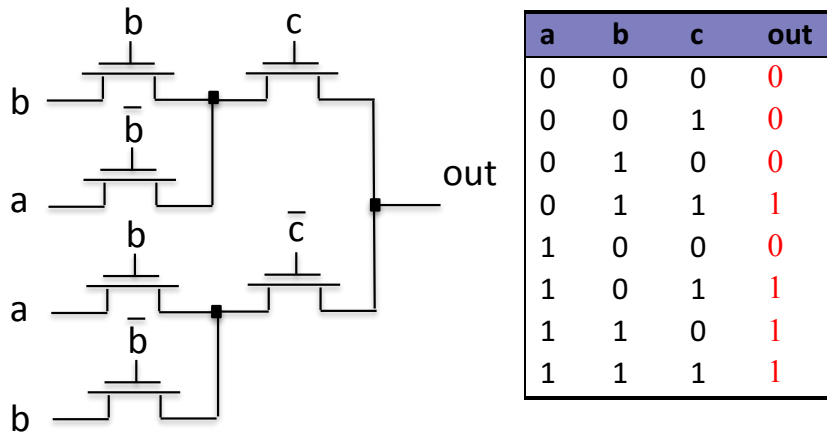 b c
b
b̅
a
out
b c̅
a
b̅
b
a b c out
0 0 0 0
0 0 1 0
0 1 0 0
0 1 1 1
1 0 0 0
1 0 1 1
1 1 0 1
1 1 1 1